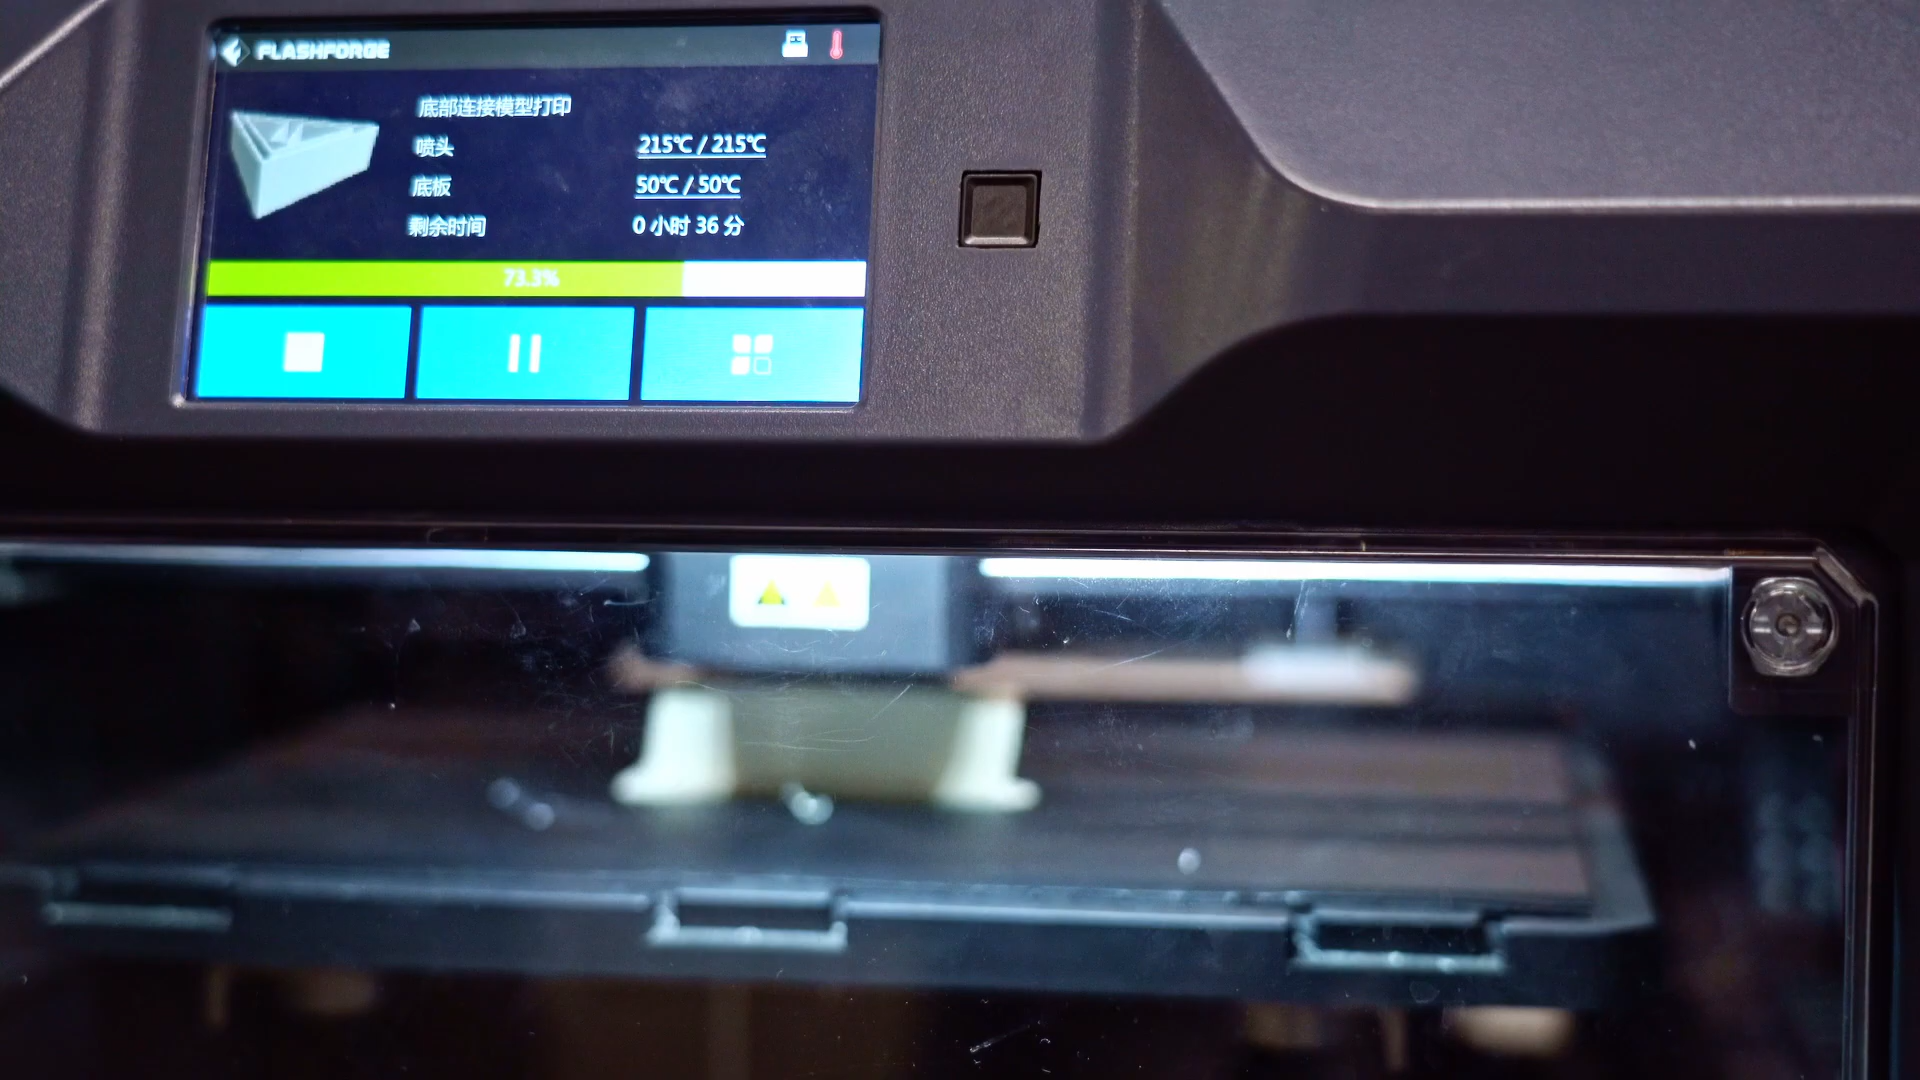 FLASHFORGE
底部连接模型打印
喷头 215℃ / 215℃
底板 50℃ / 50℃
剩余时间 0 小时 36 分
73.3%